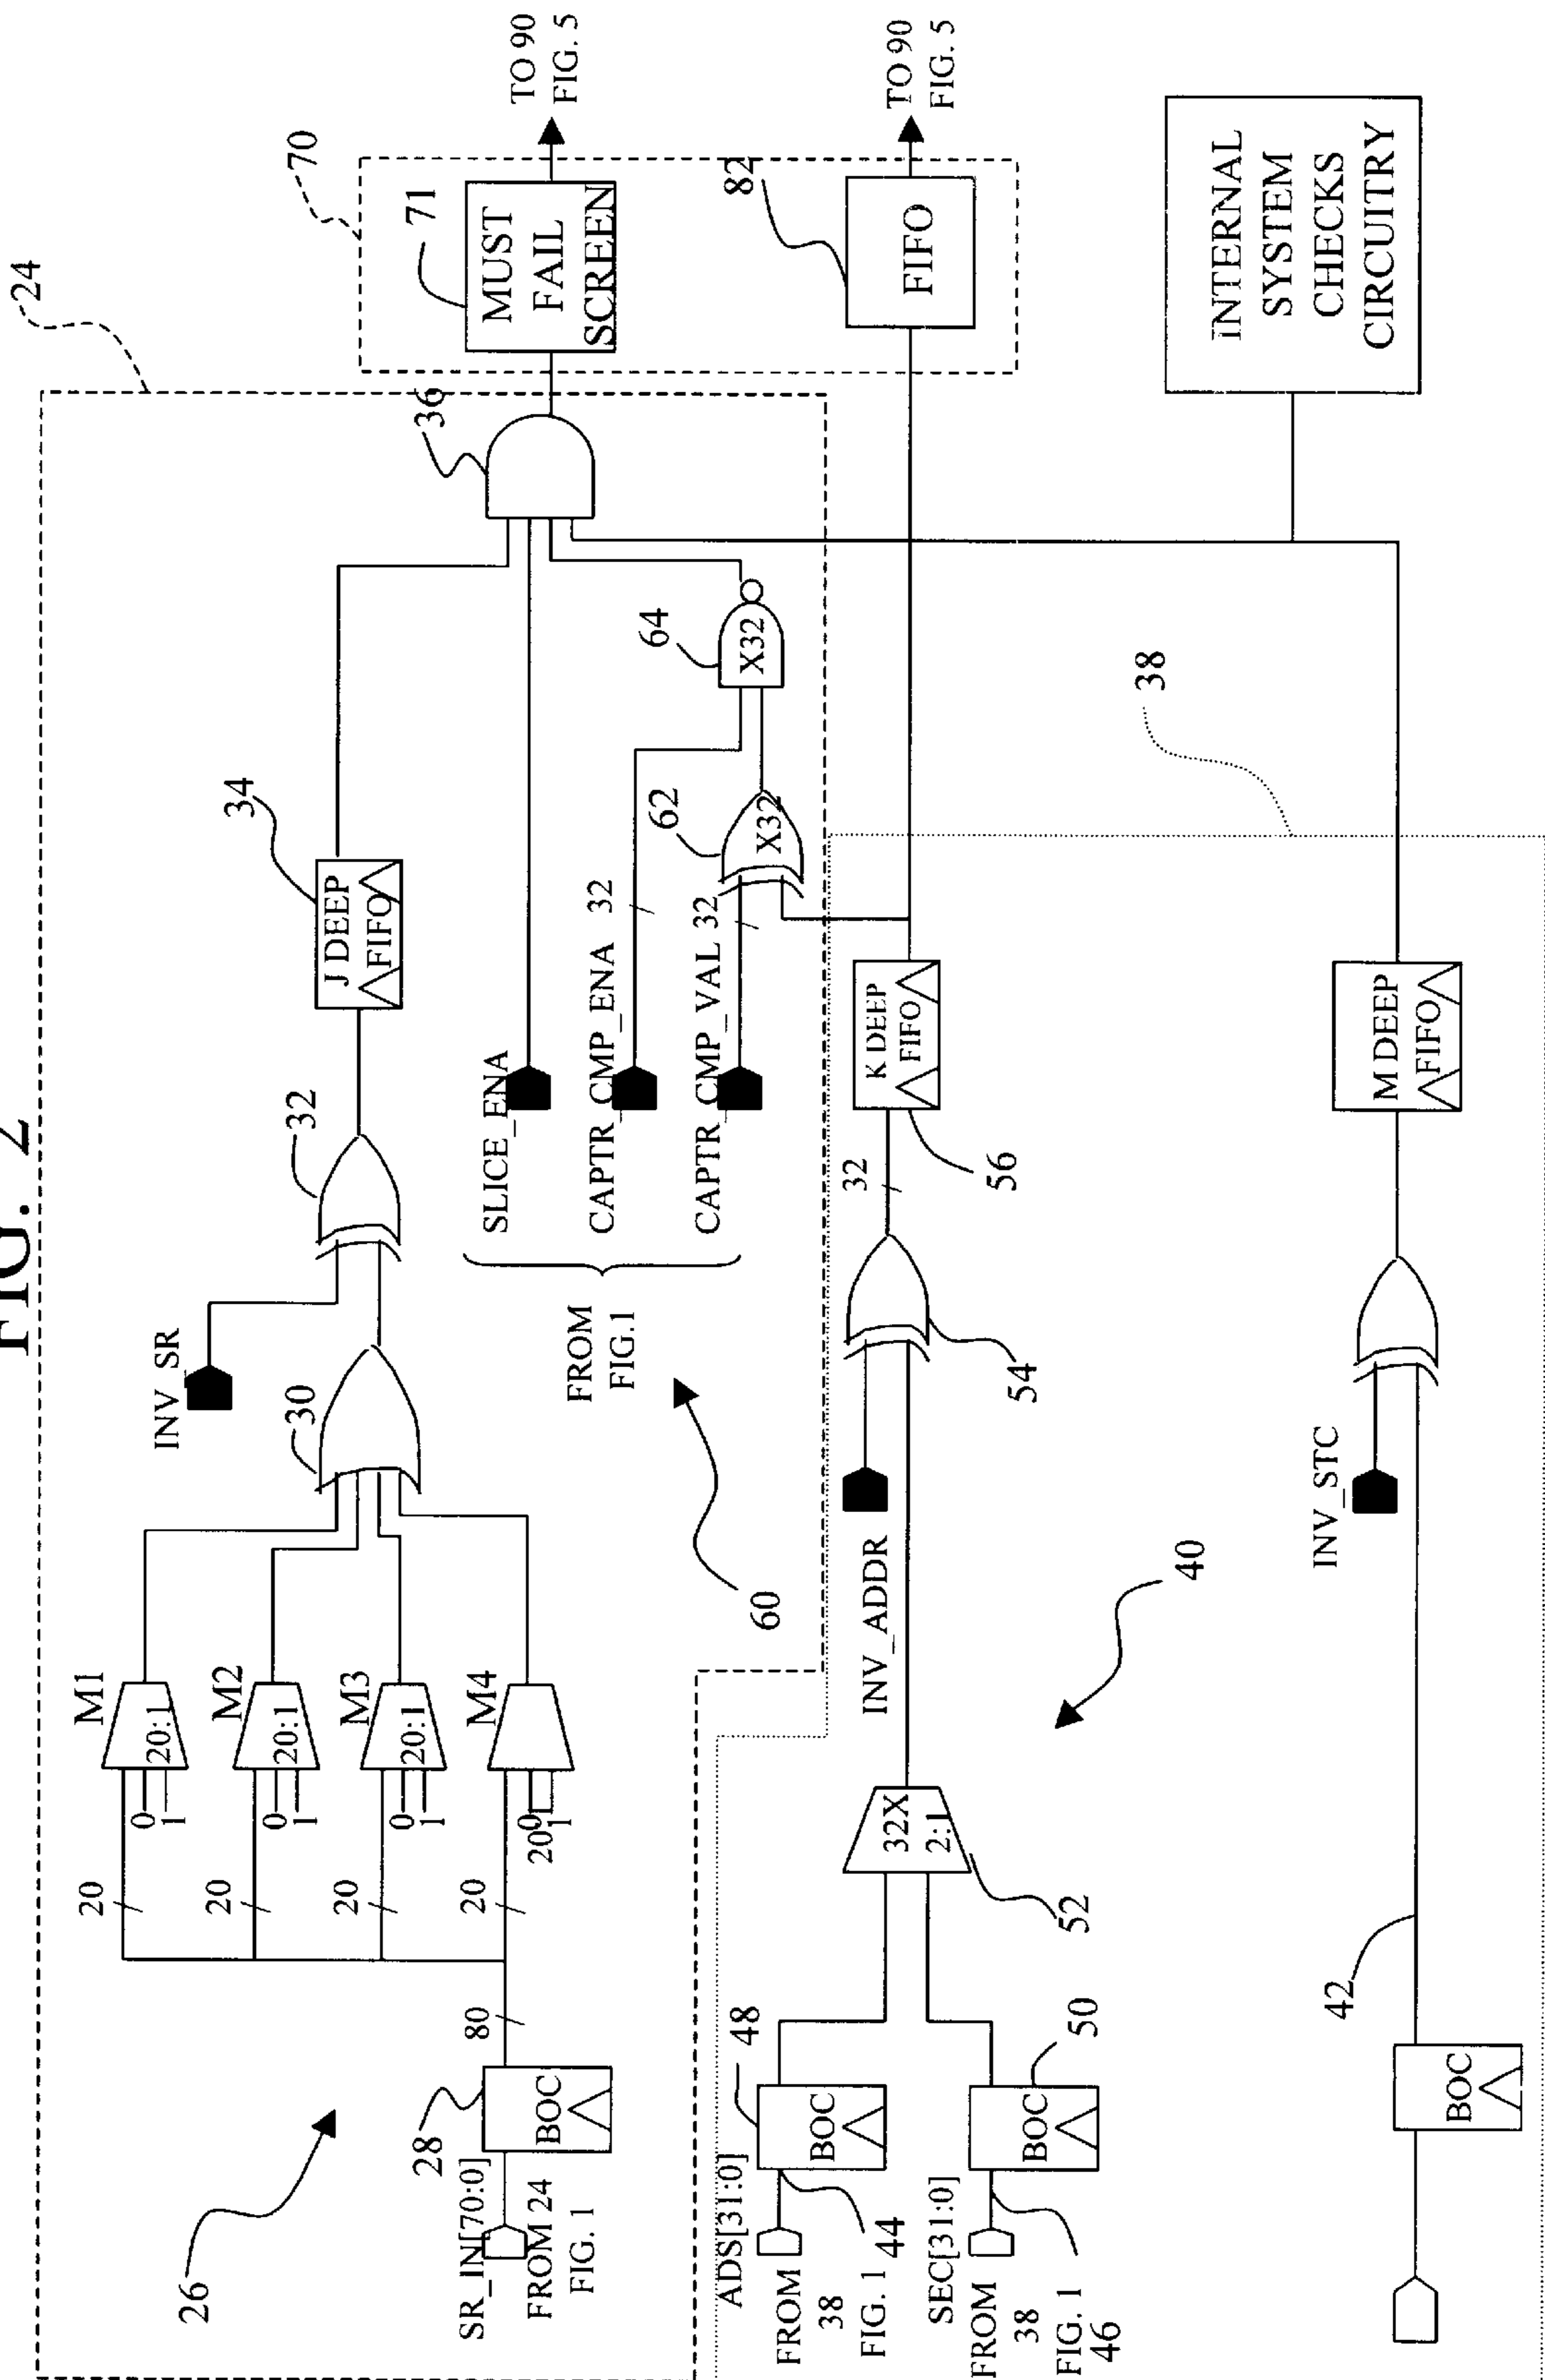 FIG. 2
24
70
26
SR_IN[70:0]
FROM 24
FIG. 1
28
BOC
80
20
20
20
20
0
1
0
1
0
1
0
1
20
M1
20:1
M2
20:1
M3
20:1
M4
30
INV_SR
32
34
J DEEP
FIFO
36
71
MUST
FAIL
SCREEN
TO 90
FIG. 5
60
FROM
FIG.1
SLICE_ENA
CAPTR_CMP_ENA 32
CAPTR_CMP_VAL 32
62
X32
64
X32
ADS[31:0]
FROM
38
FIG. 1
44
48
BOC
SEC[31:0]
FROM
38
FIG. 1
46
50
BOC
52
32X
2:1
INV_ADDR
54
32
56
K DEEP
FIFO
82
FIFO
TO 90
FIG. 5
40
38
BOC
42
INV_STC
M DEEP
FIFO
INTERNAL
SYSTEM
CHECKS
CIRCUITRY